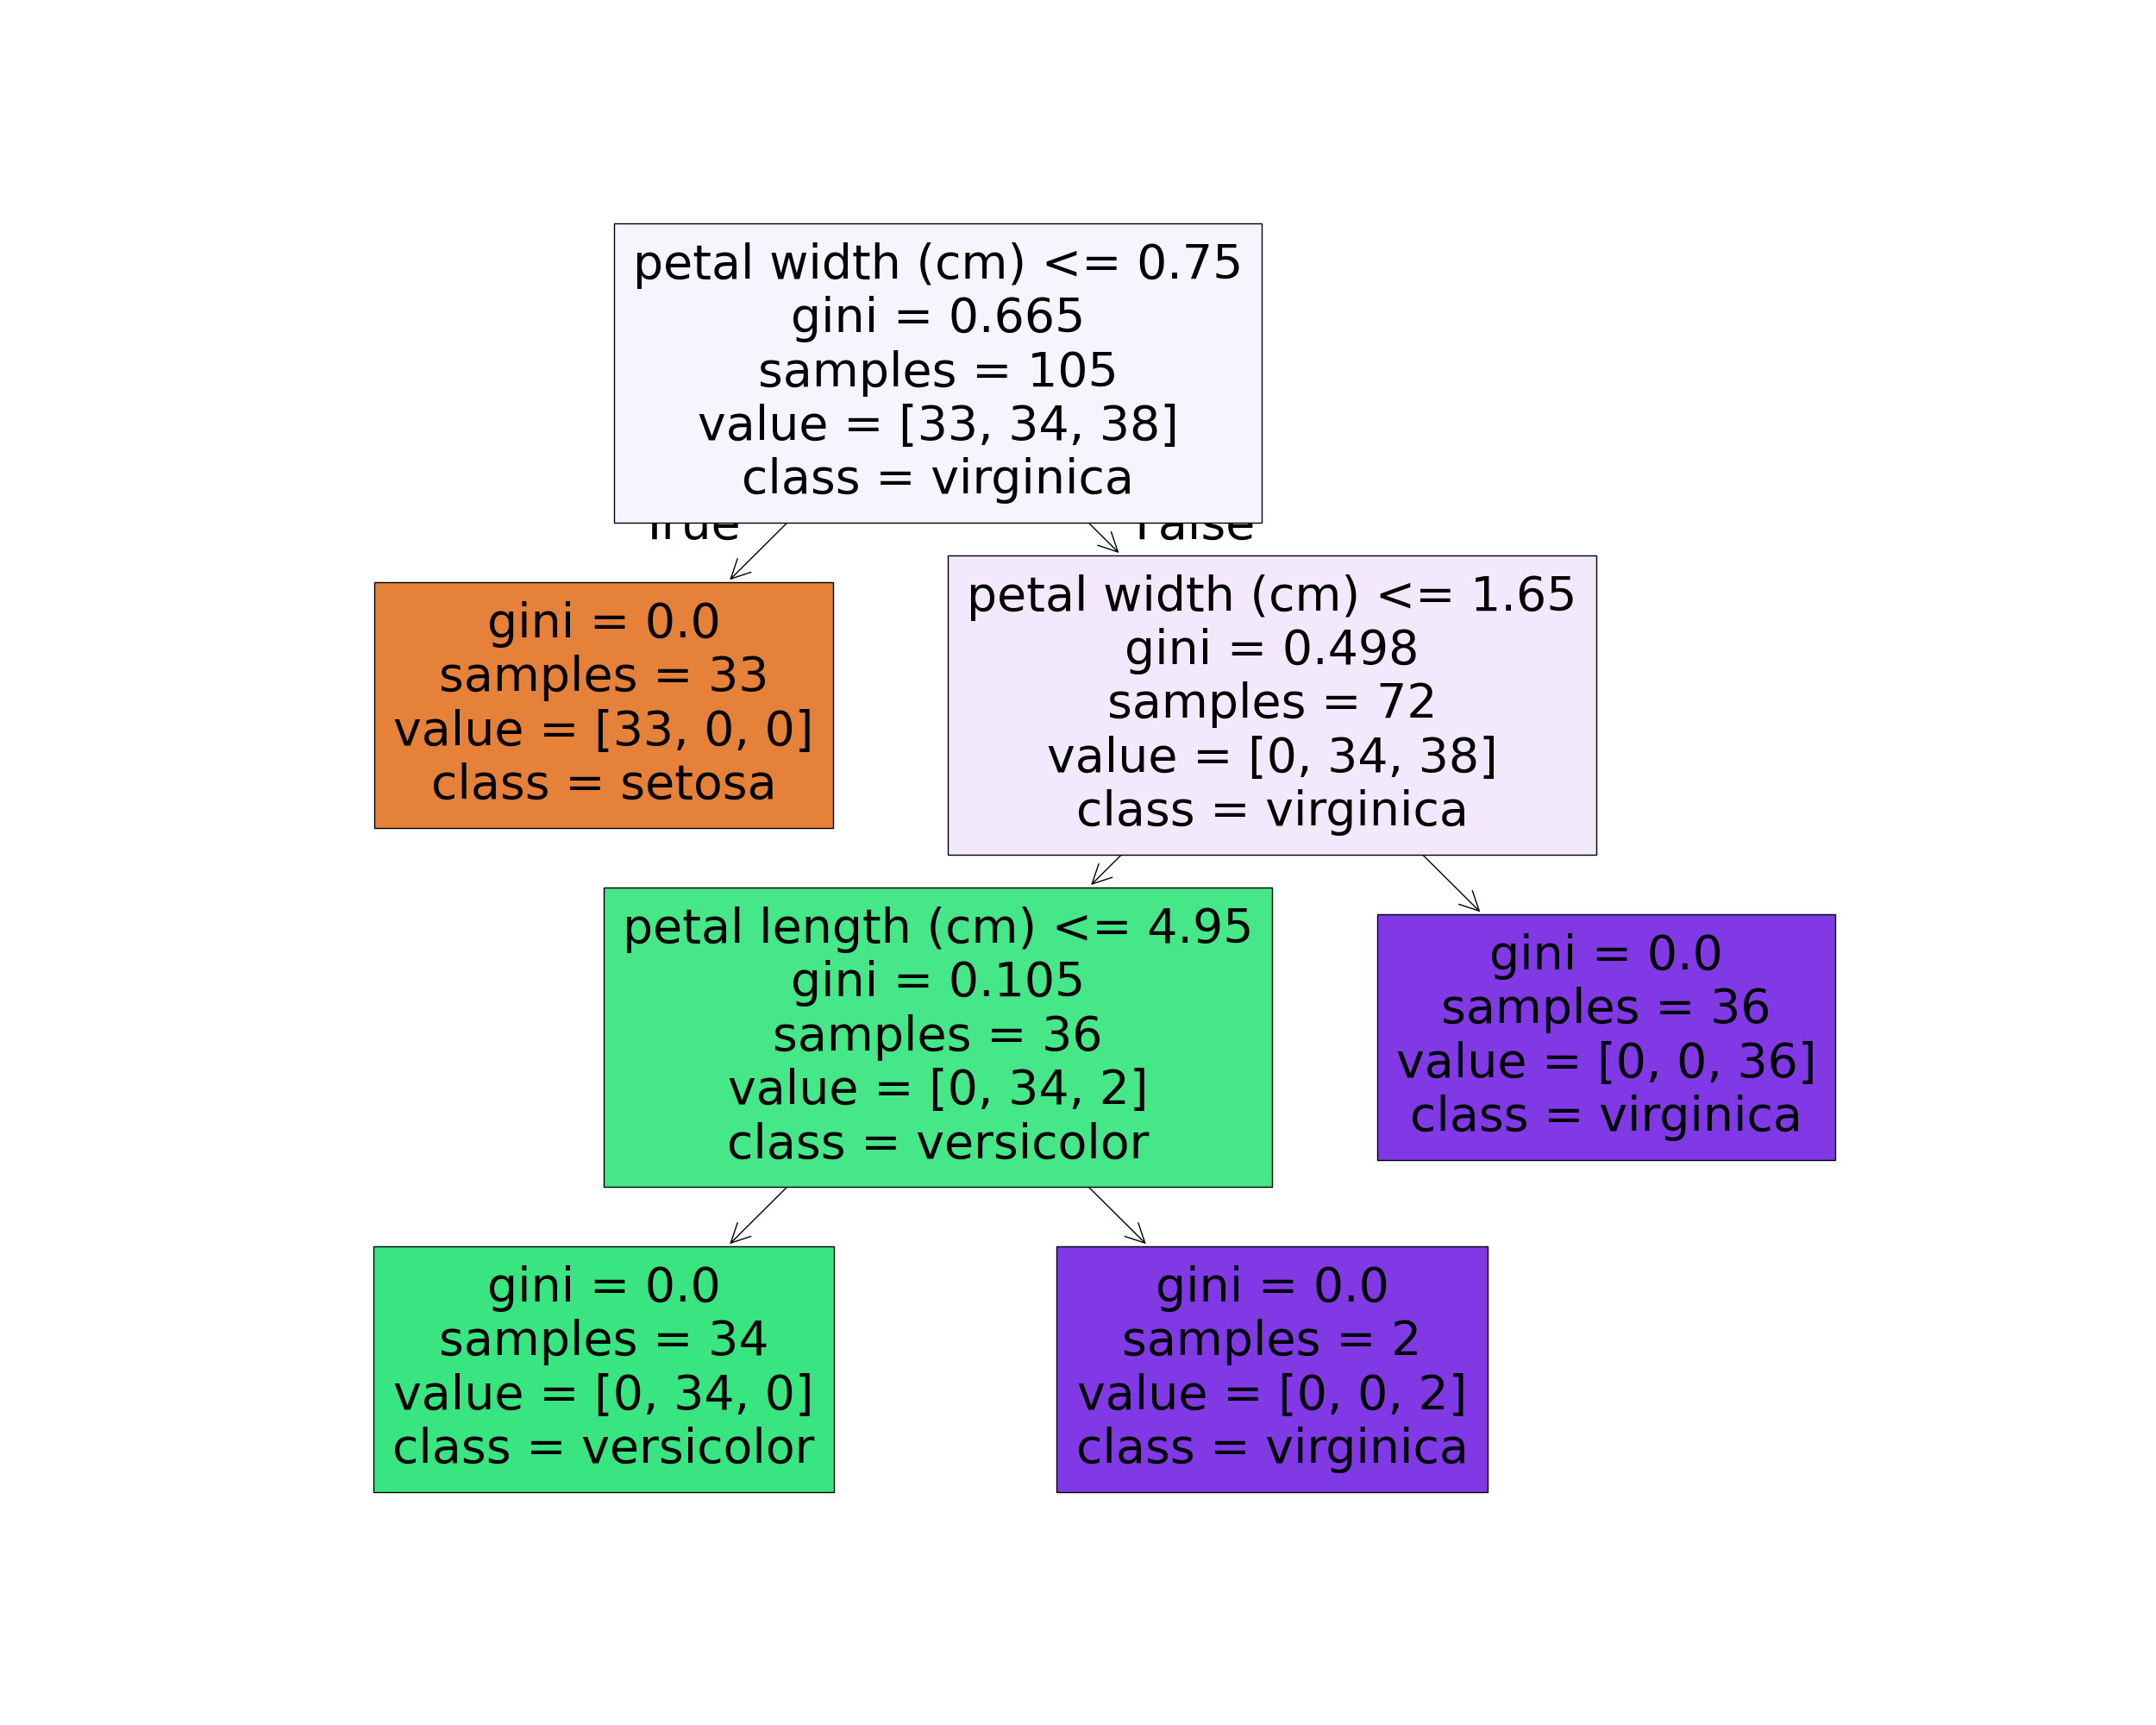 petal width (cm) <= 0.75
gini = 0.665
samples = 105
value = [33, 34, 38]
class = virginica
True
False
gini = 0.0
samples = 33
value = [33, 0, 0]
class = setosa
petal width (cm) <= 1.65
gini = 0.498
samples = 72
value = [0, 34, 38]
class = virginica
petal length (cm) <= 4.95
gini = 0.105
samples = 36
value = [0, 34, 2]
class = versicolor
gini = 0.0
samples = 36
value = [0, 0, 36]
class = virginica
gini = 0.0
samples = 34
value = [0, 34, 0]
class = versicolor
gini = 0.0
samples = 2
value = [0, 0, 2]
class = virginica